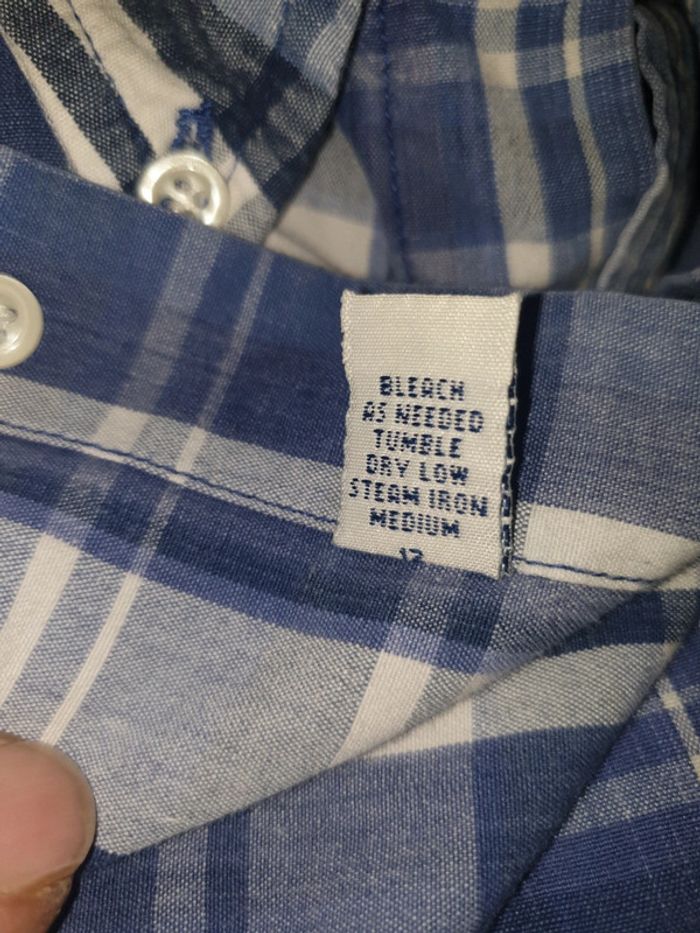 BLEACH
AS NEEDED
TUMBLE
DRY LOW
STEAM IRON
MEDIUM